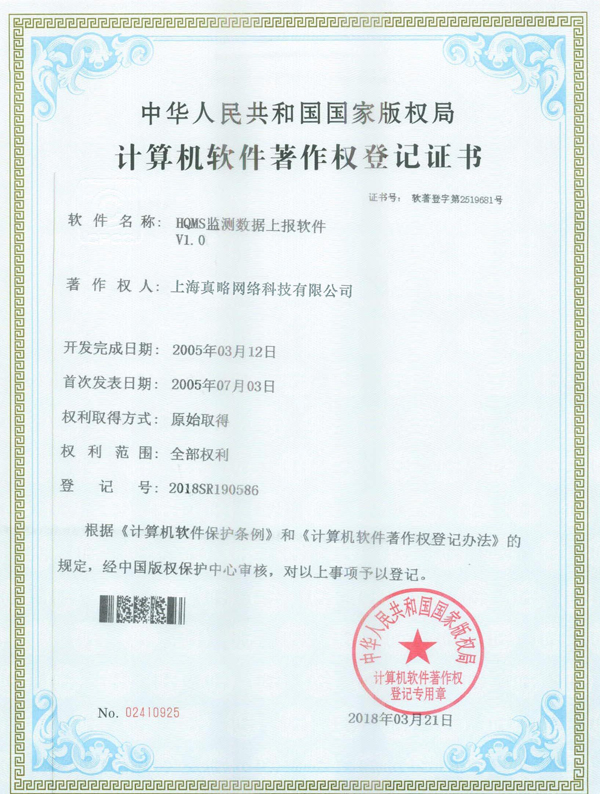 中华人民共和国国家版权局
计算机软件著作权登记证书
证书号： 软著登字第2519681号
软件名称： HQMS监测数据上报软件
V1.0
著作权人： 上海真略网络科技有限公司
开发完成日期： 2005年03月12日
首次发表日期： 2005年07月03日
权利取得方式： 原始取得
权利范围： 全部权利
登记号： 2018SR190586
根据《计算机软件保护条例》和《计算机软件著作权登记办法》的
规定，经中国版权保护中心审核，对以上事项予以登记。
中华人民共和国国家版权局
计算机软件著作权
登记专用章
No. 02410925
2018年03月21日